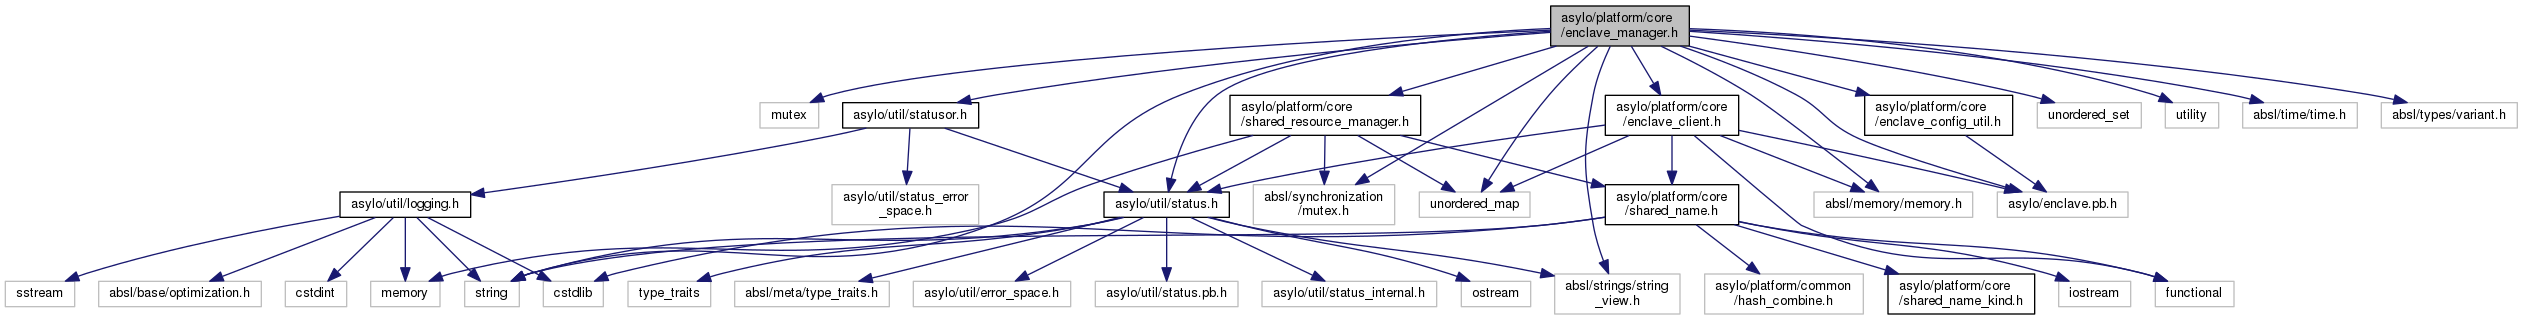 asylo/platform/core
/enclave_manager.h
mutex
asylo/util/statusor.h
asylo/platform/core
/shared_resource_manager.h
asylo/platform/core
/enclave_client.h
asylo/platform/core
/enclave_config_util.h
unordered_set
utility
absl/time/time.h
absl/types/variant.h
asylo/util/logging.h
asylo/util/status_error
_space.h
asylo/util/status.h
absl/synchronization
/mutex.h
unordered_map
asylo/platform/core
/shared_name.h
absl/memory/memory.h
asylo/enclave.pb.h
sstream
absl/base/optimization.h
cstdint
memory
string
cstdlib
type_traits
absl/meta/type_traits.h
asylo/util/error_space.h
asylo/util/status.pb.h
asylo/util/status_internal.h
ostream
absl/strings/string
_view.h
asylo/platform/common
/hash_combine.h
asylo/platform/core
/shared_name_kind.h
iostream
functional